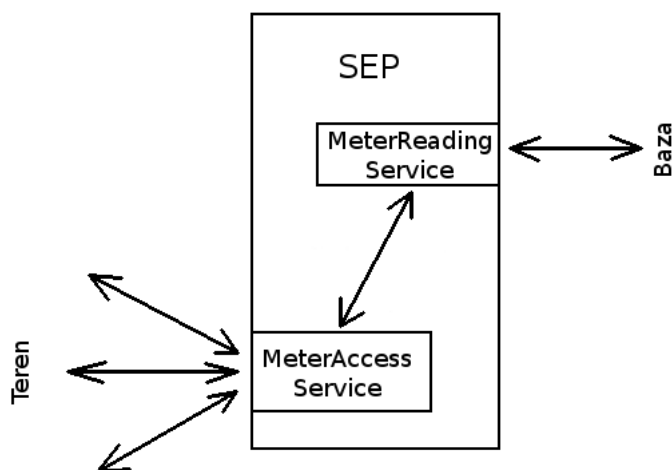 SEP
MeterReading
Service
Baza
Teren
MeterAccess
Service